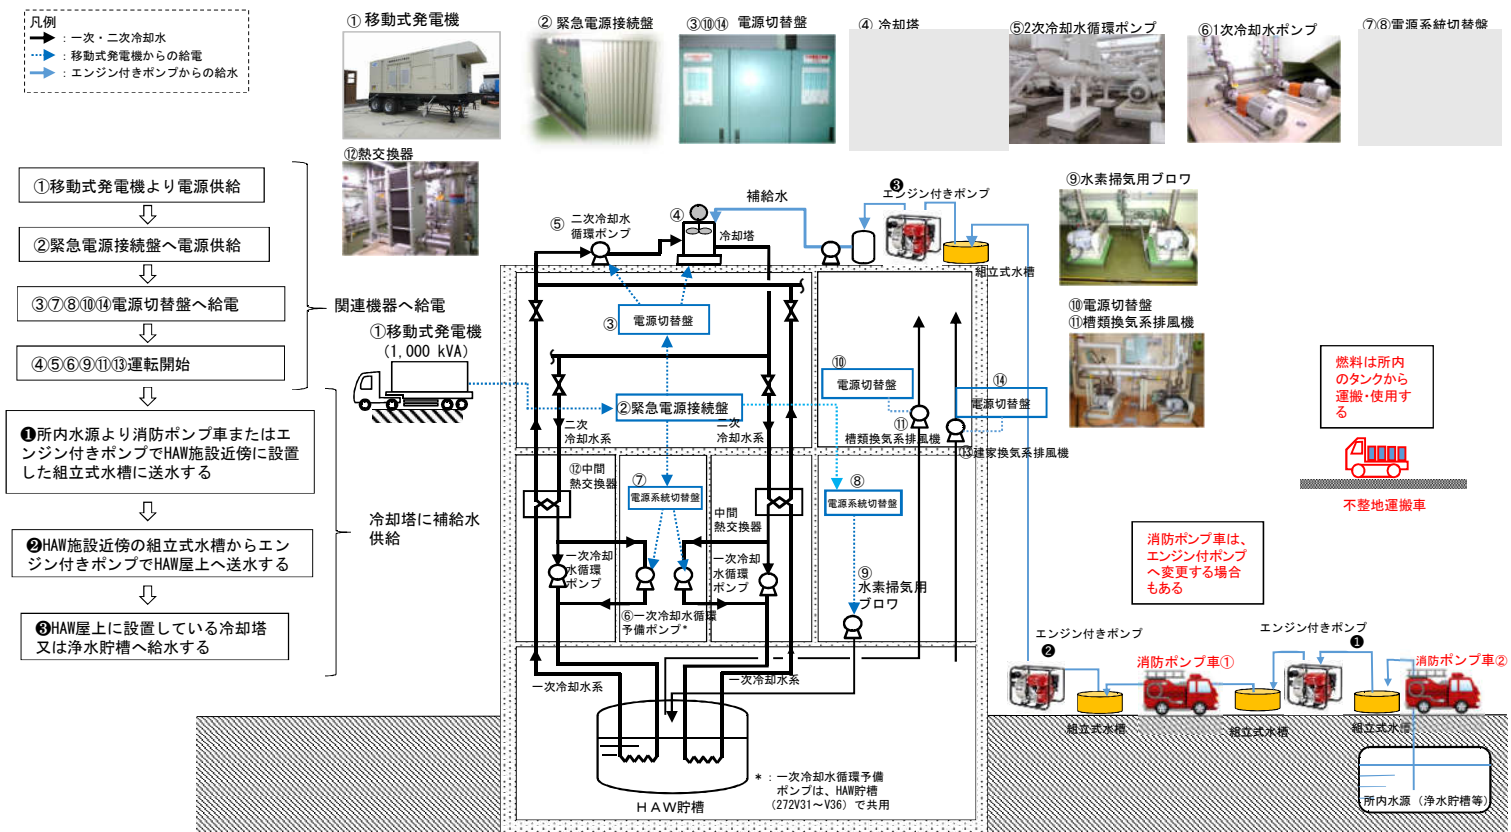 凡例
：一次・二次冷却水
：移動式発電機からの給電
：エンジン付きポンプからの給水
① 移動式発電機
② 緊急電源接続盤
③⑩⑭ 電源切替盤
④ 冷却塔
⑤2次冷却水循環ポンプ
⑥1次冷却水ポンプ
⑦⑧電源系統切替盤
⑫熱交換器
⑨水素掃気用ブロワ
⑩電源切替盤
⑪槽類換気系排風機
①移動式発電機より電源供給
②緊急電源接続盤へ電源供給
③⑦⑧⑩⑭電源切替盤へ給電
④⑤⑥⑨⑪⑬運転開始
❶所内水源より消防ポンプ車またはエ
ンジン付きポンプでHAW施設近傍に設置
した組立式水槽に送水する
❷HAW施設近傍の組立式水槽からエン
ジン付きポンプでHAW屋上へ送水する
❸HAW屋上に設置している冷却塔
又は浄水貯槽へ給水する
関連機器へ給電
冷却塔に補給水
供給
①移動式発電機
（1,000 kVA）
⑤
二次冷却水
循環ポンプ
④
冷却塔
補給水
❸
エンジン付きポンプ
組立式水槽
③
電源切替盤
②緊急電源接続盤
二次
冷却水系
二次
冷却水系
⑩
電源切替盤
⑪
槽類換気系排風機
⑭
電源切替盤
⑬建家換気系排風機
⑫中間
熱交換器
⑦
電源系統切替盤
中間
熱交換器
⑧
電源系統切替盤
一次冷却
水循環
ポンプ
一次冷却
水循環
ポンプ
⑥一次冷却水循環
予備ポンプ*
⑨
水素掃気用
ブロワ
一次冷却水系
一次冷却水系
ＨＡＷ貯槽
* ：一次冷却水循環予備
ポンプは、HAW貯槽
（272V31～V36）で共用
燃料は所内
のタンクから
運搬・使用す
る
不整地運搬車
消防ポンプ車は、
エンジン付ポンプ
へ変更する場合
もある
エンジン付きポンプ
❷
消防ポンプ車①
エンジン付きポンプ
❶
消防ポンプ車②
組立式水槽
組立式水槽
組立式水槽
所内水源（浄水貯槽等）